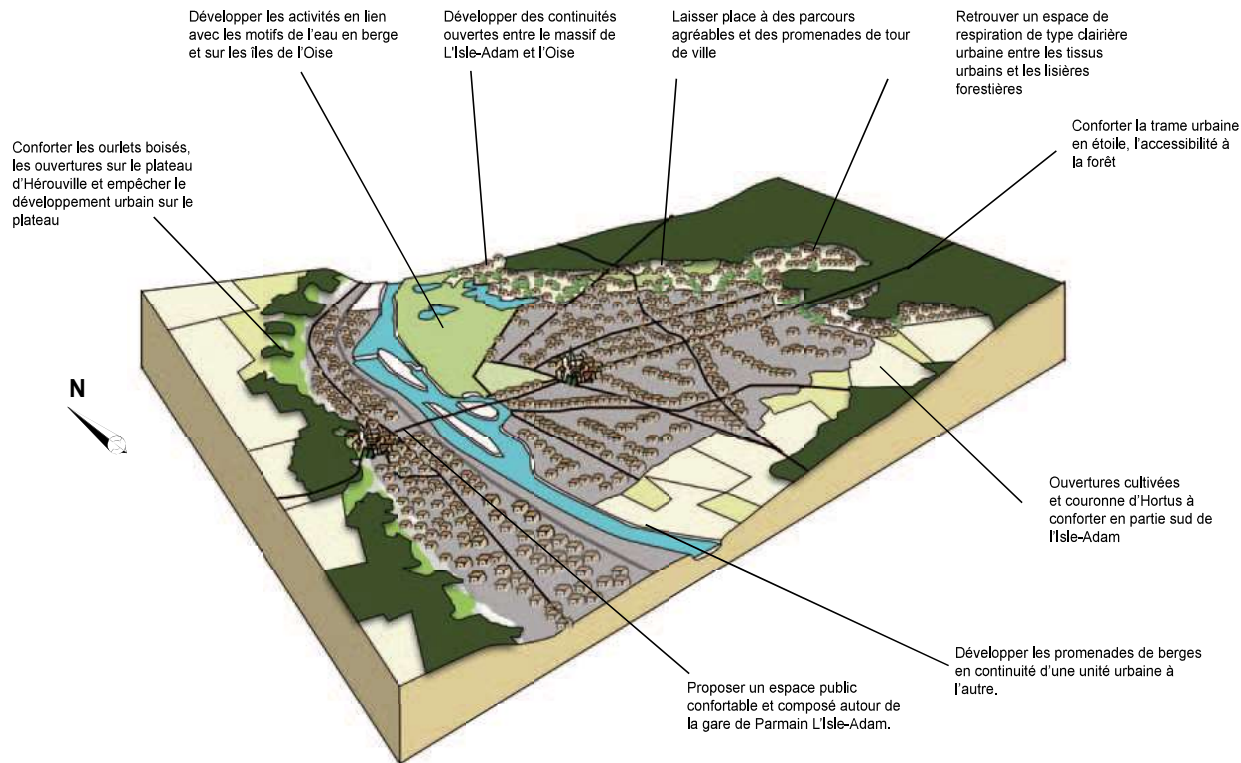 Développer les activités en lien
avec les motifs de l'eau en berge
et sur les îles de l'Oise
Développer des continuités
ouvertes entre le massif de
L'Isle-Adam et l'Oise
Laisser place à des parcours
agréables et des promenades de tour
de ville
Retrouver un espace de
respiration de type clairière
urbaine entre les tissus
urbains et les lisières
forestières
Conforter les ourlets boisés,
les ouvertures sur le plateau
d'Hérouville et empêcher le
développement urbain sur le
plateau
Conforter la trame urbaine
en étoile, l'accessibilité à
la forêt
N
Ouvertures cultivées
et couronne d'Hortus à
conforter en partie sud de
l'Isle-Adam
Développer les promenades de berges
en continuité d'une unité urbaine à
l'autre.
Proposer un espace public
confortable et composé autour de
la gare de Parmain L'Isle-Adam.